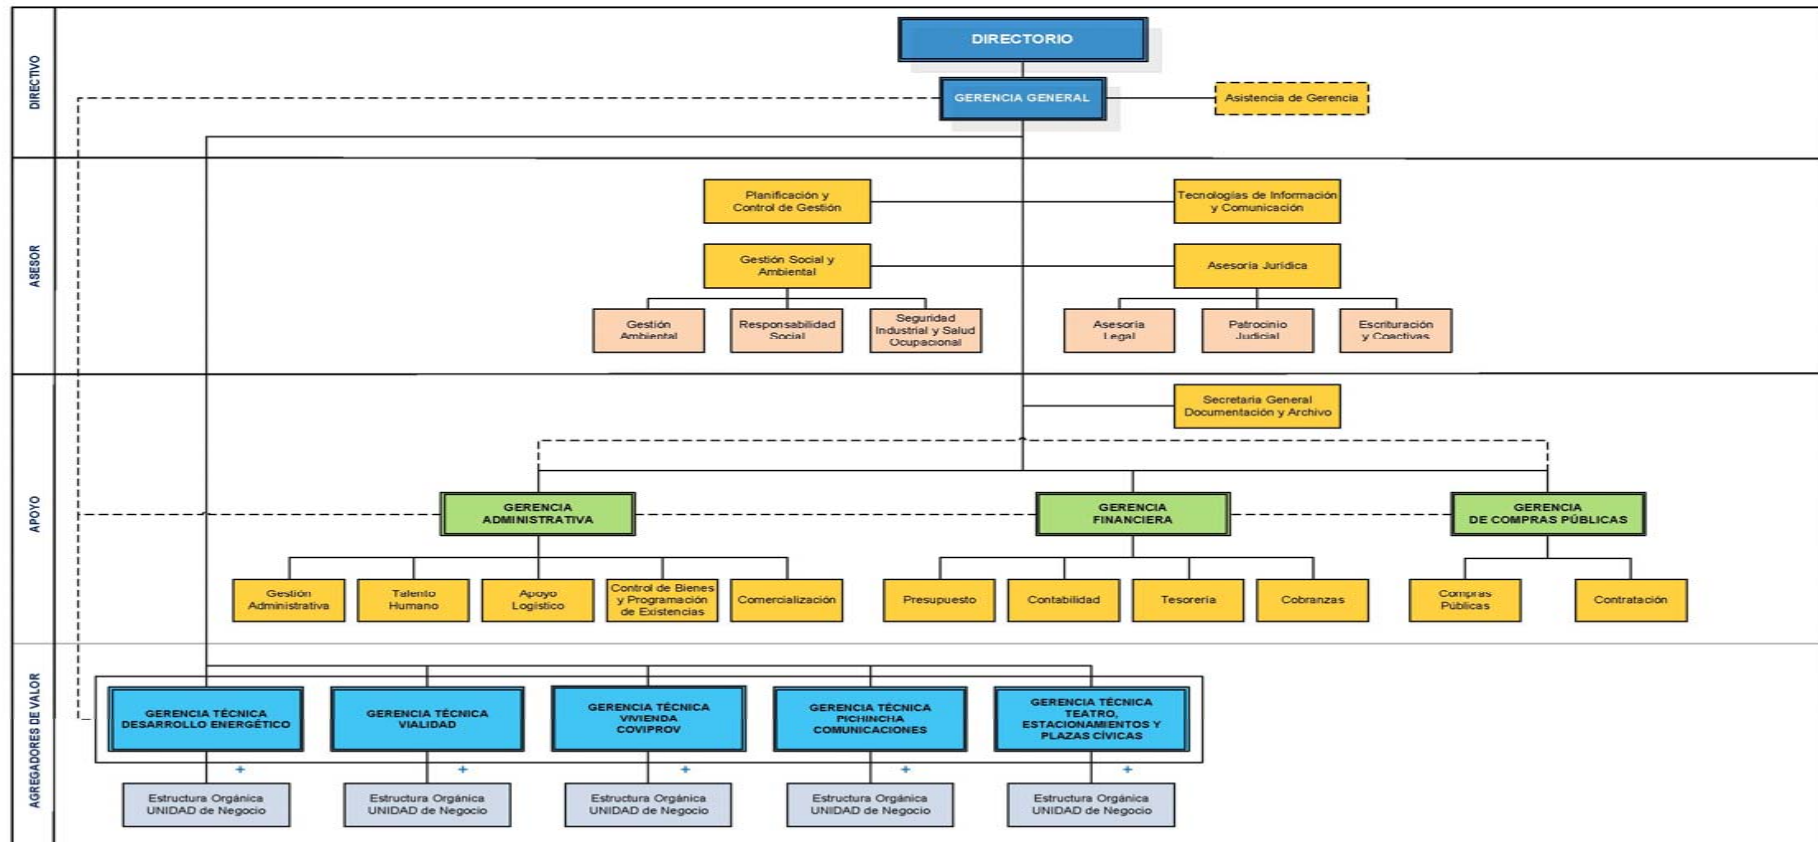 DIRECTIVO
DIRECTORIO
GERENCIA GENERAL
Asistencia de Gerencia
ASESOR
Planificación y
Control de Gestión
Tecnologías de Información
y Comunicación
Gestión Social y
Ambiental
Asesoría Jurídica
Gestión
Ambiental
Responsabilidad
Social
Seguridad
Industrial y Salud
Ocupacional
Asesoría
Legal
Patrocinio
Judicial
Escrituración
y Coactivas
APOYO
Secretaria General
Documentación y Archivo
GERENCIA
ADMINISTRATIVA
GERENCIA
FINANCIERA
GERENCIA
DE COMPRAS PÚBLICAS
Gestión
Administrativa
Talento
Humano
Apoyo
Logístico
Control de Bienes
y Programación
de Existencias
Comercialización
Presupuesto
Contabilidad
Tesorería
Cobranzas
Compras
Públicas
Contratación
AGREGADORES DE VALOR
GERENCIA TÉCNICA
DESARROLLO ENERGÉTICO
GERENCIA TÉCNICA
VIALIDAD
GERENCIA TÉCNICA
VIVIENDA
COVIPROV
GERENCIA TÉCNICA
PICHINCHA
COMUNICACIONES
GERENCIA TÉCNICA
TEATRO,
ESTACIONAMIENTOS Y
PLAZAS CÍVICAS
+
+
+
+
+
Estructura Orgánica
UNIDAD de Negocio
Estructura Orgánica
UNIDAD de Negocio
Estructura Orgánica
UNIDAD de Negocio
Estructura Orgánica
UNIDAD de Negocio
Estructura Orgánica
UNIDAD de Negocio